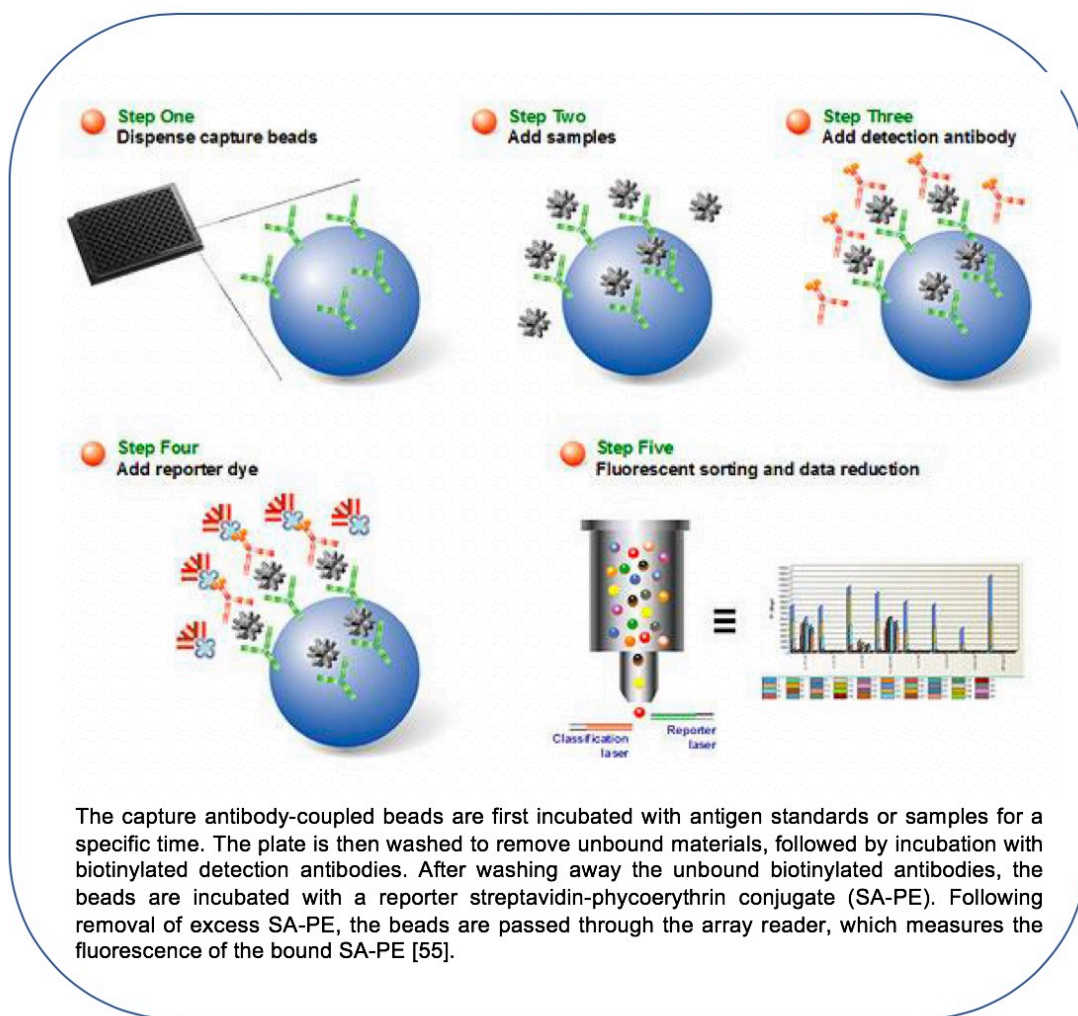 Step One
Dispense capture beads
Step Two
Add samples
Step Three
Add detection antibody
Step Four
Add reporter dye
Step Five
Fluorescent sorting and data reduction
Classification
laser
Reporter
laser
The capture antibody-coupled beads are first incubated with antigen standards or samples for a
specific time. The plate is then washed to remove unbound materials, followed by incubation with
biotinylated detection antibodies. After washing away the unbound biotinylated antibodies, the
beads are incubated with a reporter streptavidin-phycoerythrin conjugate (SA-PE). Following
removal of excess SA-PE, the beads are passed through the array reader, which measures the
fluorescence of the bound SA-PE [55].